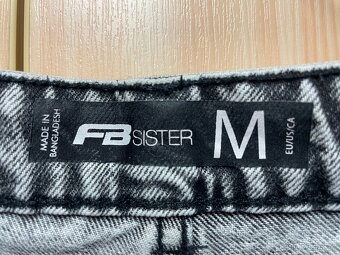 MADE IN
BANGLADESH
FB SISTER
M
EU/US/CA